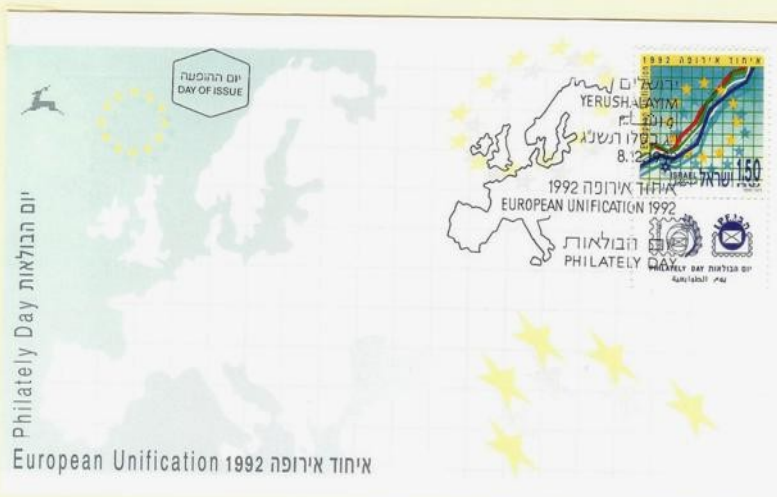 יום ההופעה
DAY OF ISSUE
יום הבולאות Philately Day
European Unification 1992 איחוד אירופה
ירושלים
YERUSHALAYIM
כסלו תשנ"ג
8.12
איחוד אירופה 1992
EUROPEAN UNIFICATION 1992
יום הבולאות
PHILATELY DAY
איחוד אירופה 1992
ISRAEL ישראל 1.50
PHILATELY DAY יום הבולאות